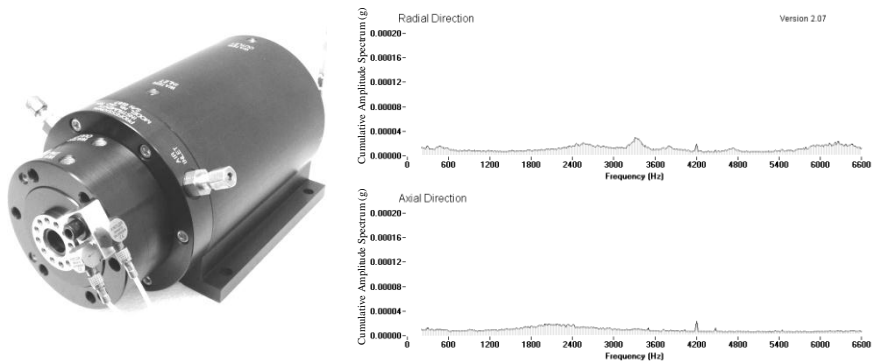 Radial Direction
Version 2.07
Cumulative Amplitude Spectrum (g)
0.00020
0.00016
0.00012
0.00008
0.00004
0.00000
0 600 1200 1800 2400 3000 3600 4200 4800 5400 6000 6600
Frequency (Hz)
Axial Direction
Cumulative Amplitude Spectrum (g)
0.00020
0.00016
0.00012
0.00008
0.00004
0.00000
0 600 1200 1800 2400 3000 3600 4200 4800 5400 6000 6600
Frequency (Hz)
AIR
INLET